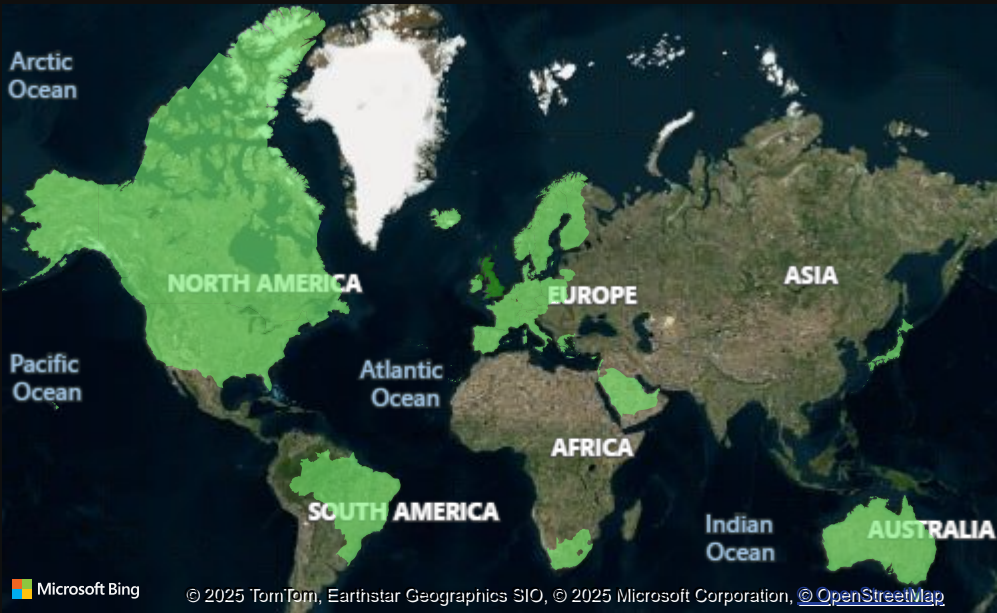 Arctic
Ocean
NORTH AMERICA
EUROPE
ASIA
Pacific
Ocean
Atlantic
Ocean
AFRICA
SOUTH AMERICA
Indian
Ocean
AUSTRALIA
Microsoft Bing
© 2025 TomTom, Earthstar Geographics SIO, © 2025 Microsoft Corporation, © OpenStreetMap